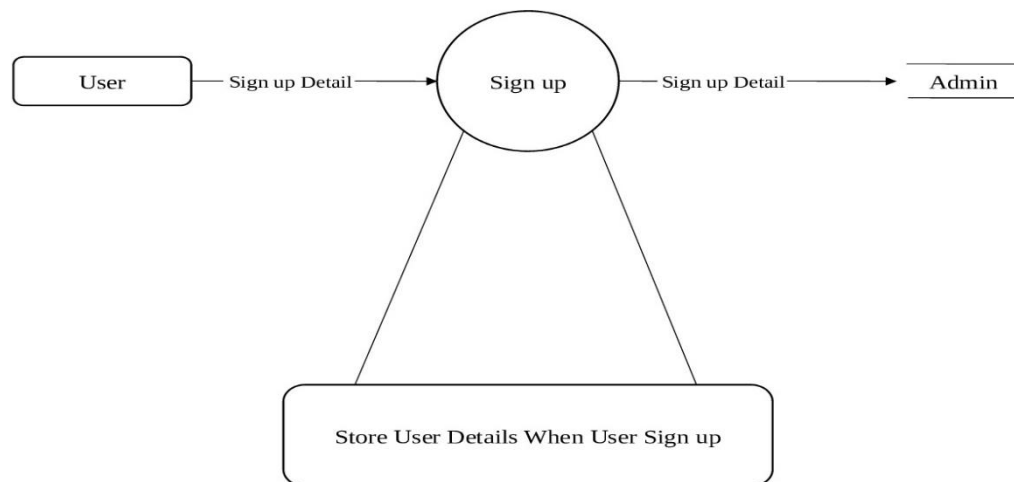 User
Sign up Detail
Sign up
Sign up Detail
Admin
Store User Details When User Sign up